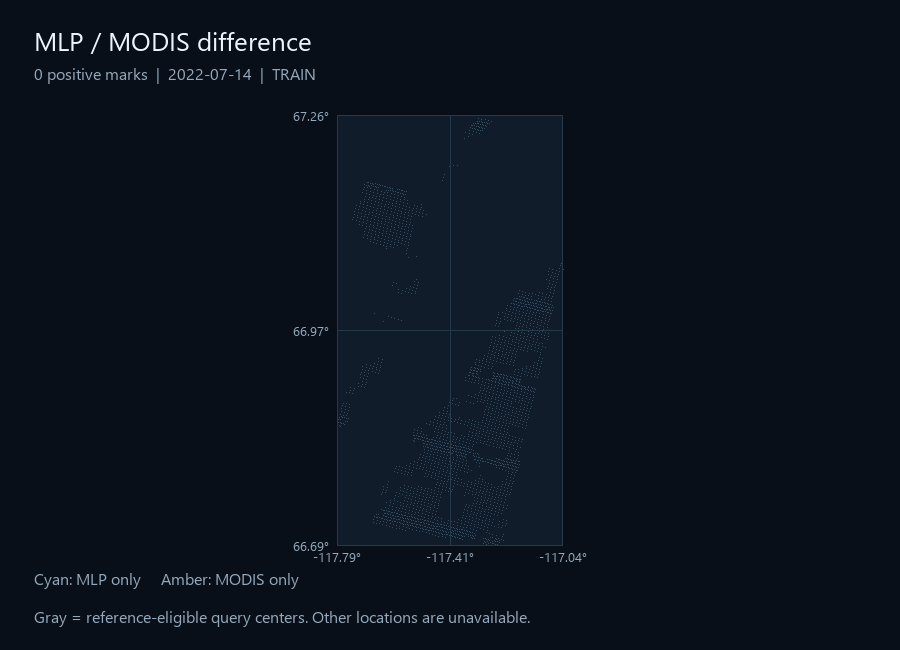 MLP / MODIS difference
0 positive marks | 2022-07-14 | TRAIN
67.26°
66.97°
66.69°
-117.79° -117.41° -117.04°
Cyan: MLP only Amber: MODIS only
Gray = reference-eligible query centers. Other locations are unavailable.